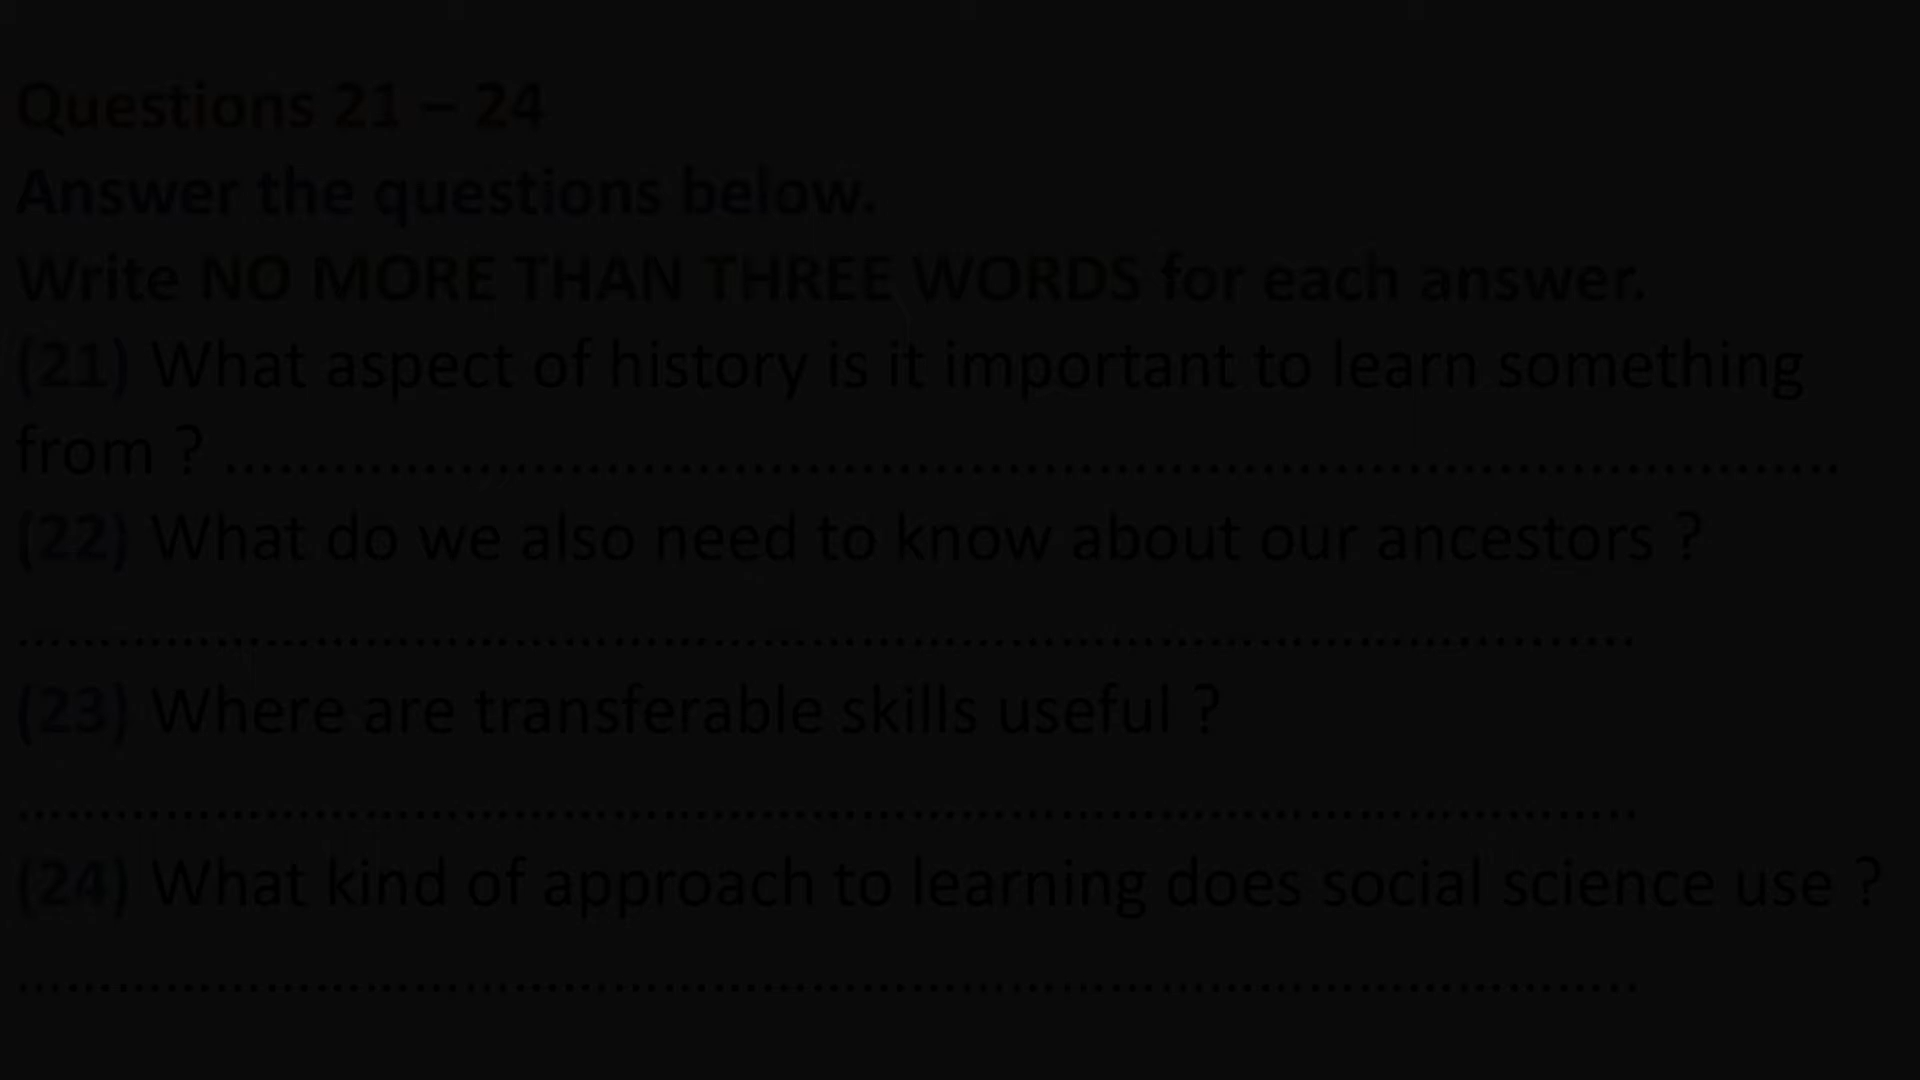 Questions 21 – 24
Answer the questions below.
Write NO MORE THAN THREE WORDS for each answer.
(21) What aspect of history is it important to learn something
from ? ..........................................................................................
(22) What do we also need to know about our ancestors ?
..........................................................................................
(23) Where are transferable skills useful ?
..........................................................................................
(24) What kind of approach to learning does social science use ?
..........................................................................................